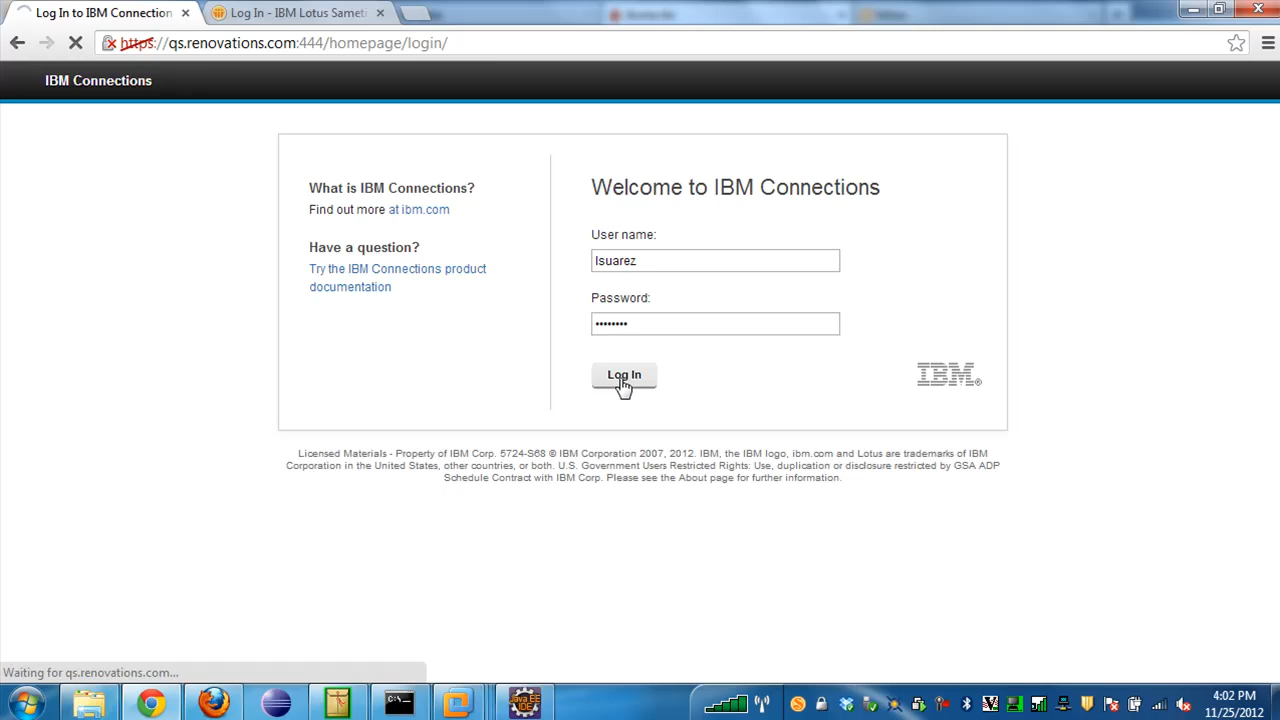 Log In to IBM Connection
Log In - IBM Lotus Sameti
https://qs.renovations.com:444/homepage/login/
IBM Connections
What is IBM Connections?
Find out more at ibm.com
Have a question?
Try the IBM Connections product
documentation
Welcome to IBM Connections
User name:
lsuarez
Password:
••••••••
Log In
IBM®
Licensed Materials - Property of IBM Corp. 5724-S68 © IBM Corporation 2007, 2012. IBM, the IBM logo, ibm.com and Lotus are trademarks of IBM
Corporation in the United States, other countries, or both. U.S. Government Users Restricted Rights: Use, duplication or disclosure restricted by GSA ADP
Schedule Contract with IBM Corp. Please see the About page for further information.
Waiting for qs.renovations.com...
Java EE
IDE
4:02 PM
11/25/2012